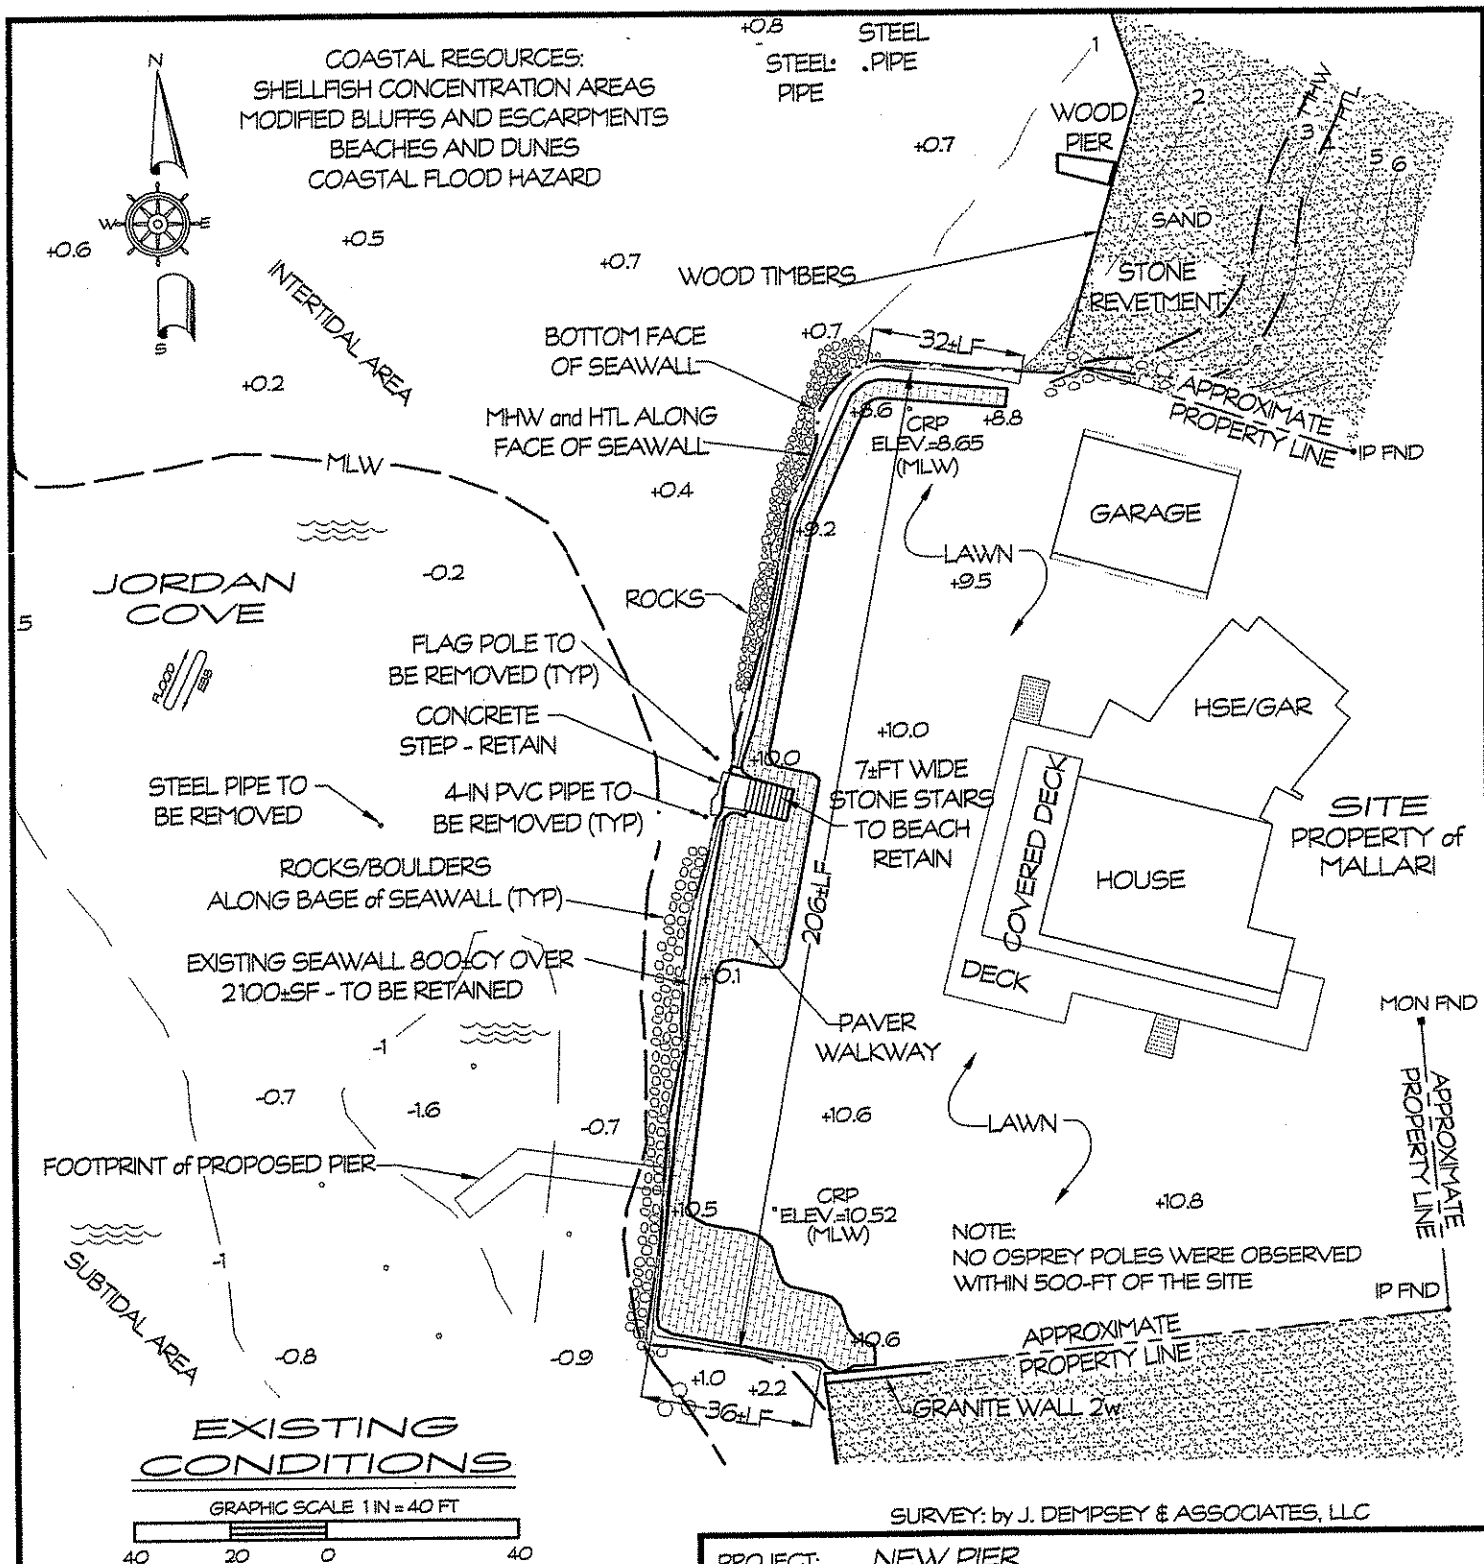 COASTAL RESOURCES:
SHELLFISH CONCENTRATION AREAS
MODIFIED BLUFFS AND ESCARPMENTS
BEACHES AND DUNES
COASTAL FLOOD HAZARD
N
W
E
S
+0.8
STEEL
PIPE
STEEL
PIPE
1
2
MHW
HTL
3
4
5
6
WOOD
PIER
+0.7
SAND
STONE
REVETMENT
+0.6
+0.5
+0.7
WOOD TIMBERS
INTERTIDAL AREA
+0.2
BOTTOM FACE
OF SEAWALL
+0.7
32±LF
MHW and HTL ALONG
FACE OF SEAWALL
+8.6
CRP
ELEV.=8.65
(MLW)
+8.8
APPROXIMATE
PROPERTY LINE
IP FND
MLW
+0.4
+9.2
GARAGE
LAWN
+9.5
JORDAN
COVE
-0.2
5
FLOOD
EBB
ROCKS
FLAG POLE TO
BE REMOVED (TYP)
CONCRETE
STEP - RETAIN
STEEL PIPE TO
BE REMOVED
4-IN PVC PIPE TO
BE REMOVED (TYP)
+10.0
+10.0
7±FT WIDE
STONE STAIRS
TO BEACH
RETAIN
206±LF
HSE/GAR
COVERED DECK
HOUSE
DECK
SITE
PROPERTY of
MALLARI
ROCKS/BOULDERS
ALONG BASE of SEAWALL (TYP)
EXISTING SEAWALL 800±CY OVER
2100±SF - TO BE RETAINED
+10.1
PAVER
WALKWAY
MON FND
APPROXIMATE
PROPERTY LINE
-1
-0.7
-1.6
-0.7
+10.6
LAWN
FOOTPRINT of PROPOSED PIER
+10.5
CRP
ELEV.=10.52
(MLW)
+10.8
NOTE:
NO OSPREY POLES WERE OBSERVED
WITHIN 500-FT OF THE SITE
IP FND
-1
SUBTIDAL AREA
-0.8
-0.9
+10.6
APPROXIMATE
PROPERTY LINE
+1.0
+2.2
36±LF
GRANITE WALL 2w
EXISTING
CONDITIONS
GRAPHIC SCALE 1 IN = 40 FT
40 20 0 40
SURVEY: by J. DEMPSEY & ASSOCIATES, LLC
PROJECT: NEW PIER